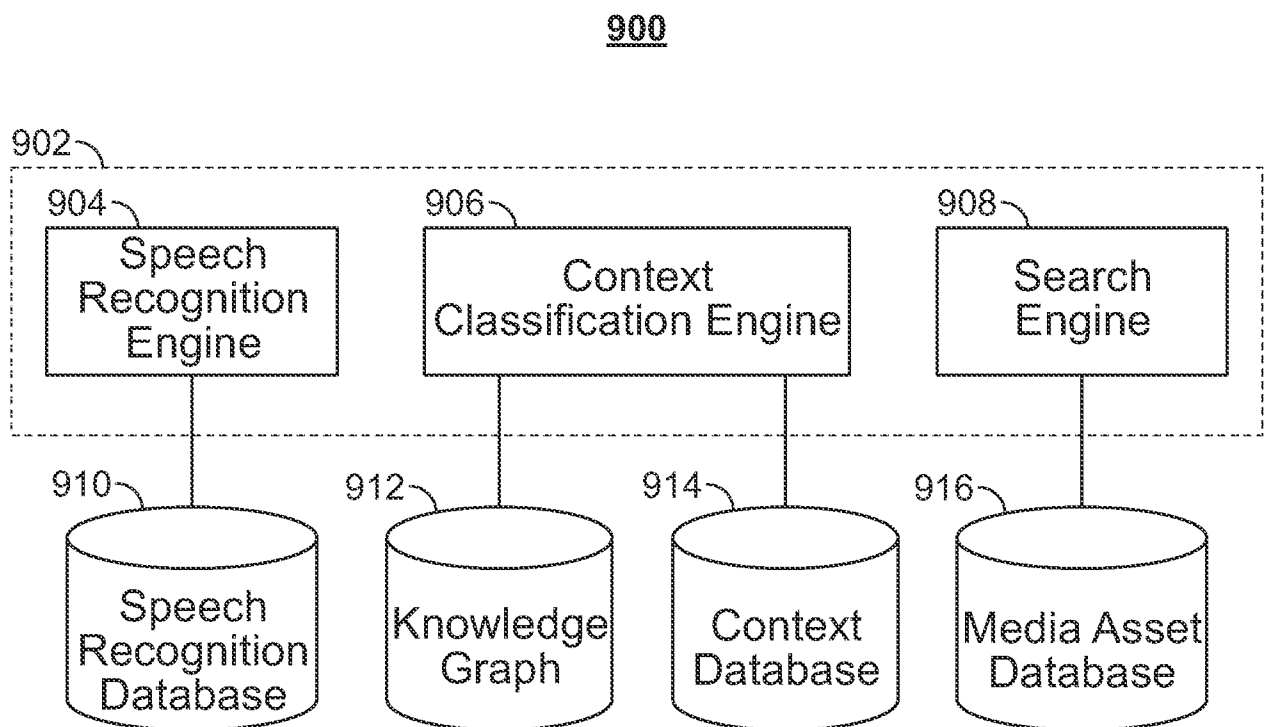 900
902
904
906
908
Speech
Recognition
Engine
Context
Classification Engine
Search
Engine
910
912
914
916
Speech
Recognition
Database
Knowledge
Graph
Context
Database
Media Asset
Database